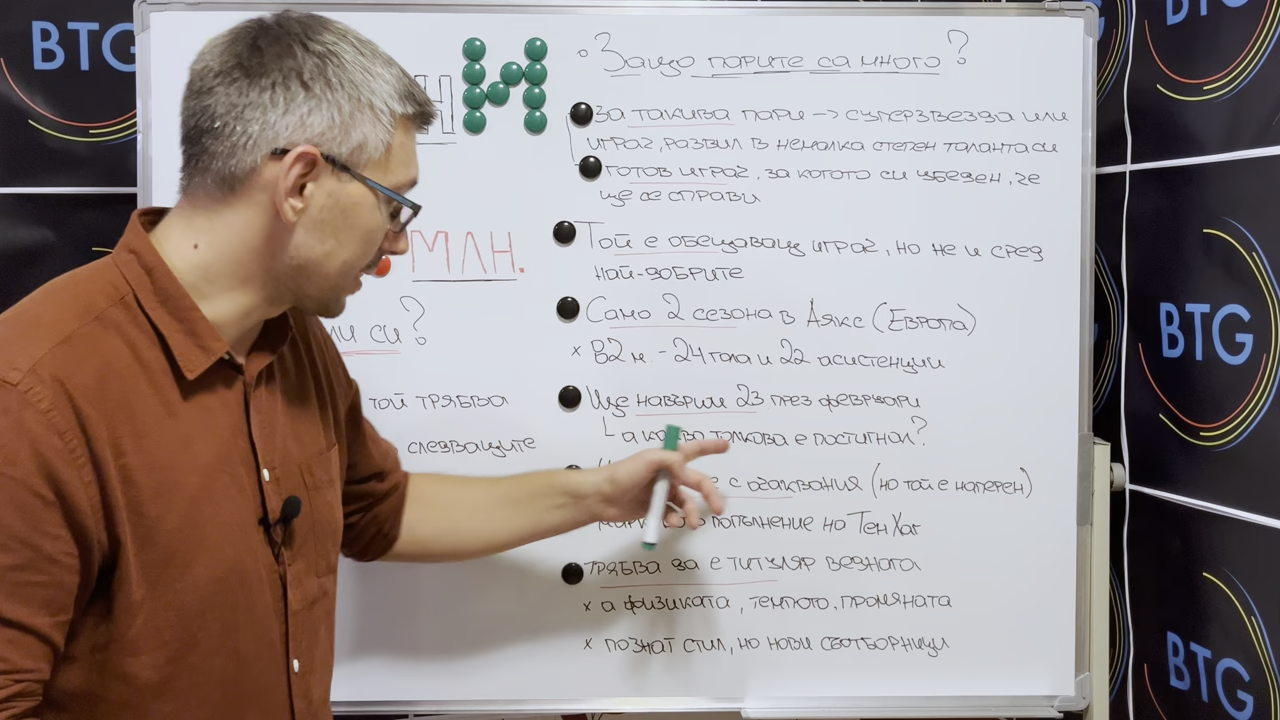 BTG
Н
И
Защо парите са много?
За такива пари → суперзвезда или
играч, развил в немалка степен таланта си
готов играч, за когото си убеден, че
ще се справи
МЛН.
Той е обещаващ играч, но не и сред
най-добрите
си?
Само 2 сезона в Аякс (Европа)
x В 82 м. - 24 гола и 22 асистенции
той трябва
Ще навърши 23 през февруари
а какво толкова е постигнал?
следващите
с очаквания (но той е наперен)
попълнение на Тен Хаг
Трябва да е титуляр веднага
x а физиката, темпото, промяната
x познат стил, но нови съотборници
BTG
BTG
BTG
BTG